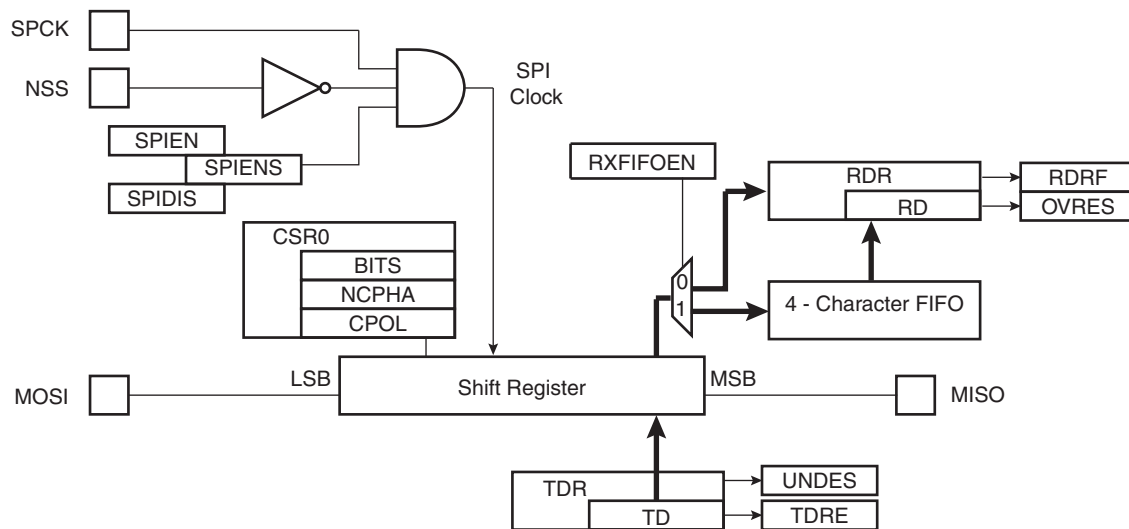 SPCK
NSS
SPI
Clock
SPIEN
SPIENS
SPIDIS
RXFIFOEN
RDR
RD
RDRF
OVRES
CSR0
BITS
NCPHA
CPOL
0
1
4 - Character FIFO
MOSI
LSB
Shift Register
MSB
MISO
TDR
TD
UNDES
TDRE